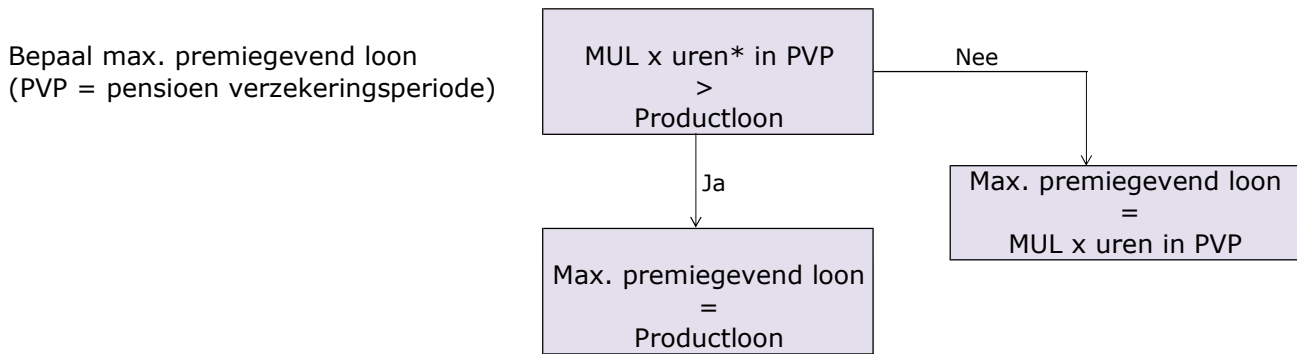 Bepaal max. premiegevend loon
(PVP = pensioen verzekeringsperiode)
MUL x uren* in PVP
>
Productloon
Nee
Ja
Max. premiegevend loon
=
MUL x uren in PVP
Max. premiegevend loon
=
Productloon